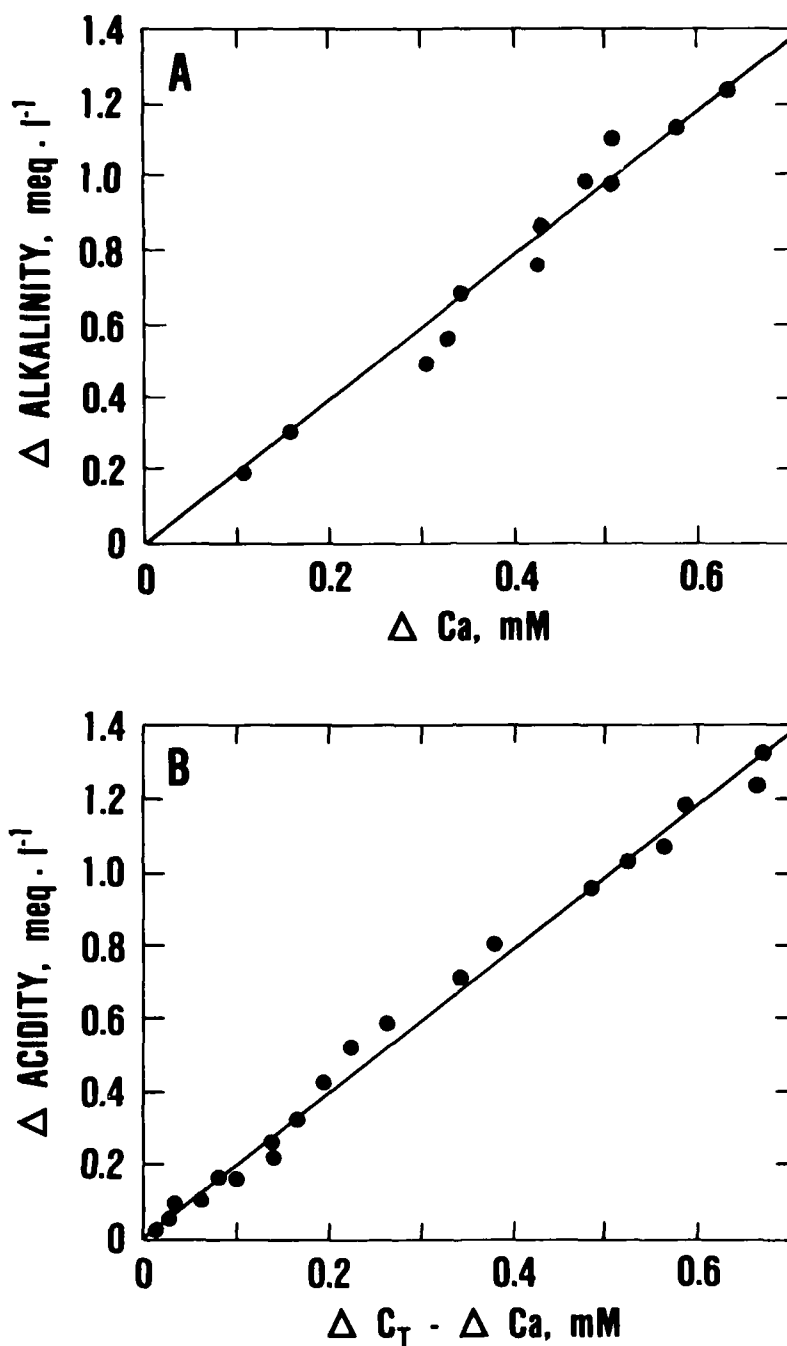 A
Δ ALKALINITY, meq · l⁻¹
1.4
1.2
1.0
0.8
0.6
0.4
0.2
0
0 0.2 0.4 0.6
Δ Ca, mM
B
Δ ACIDITY, meq · l⁻¹
1.4
1.2
1.0
0.8
0.6
0.4
0.2
0
0 0.2 0.4 0.6
Δ C_T - Δ Ca, mM